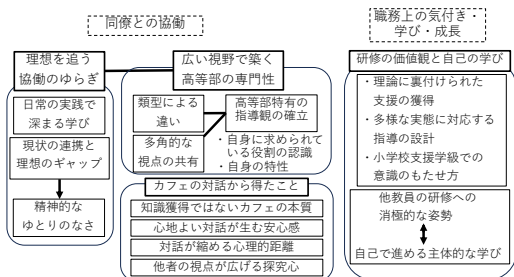 同僚との協働
職務上の気付き・
学び・成長
理想を追う
協働のゆらぎ
日常の実践で
深まる学び
現状の連携と
理想のギャップ
精神的な
ゆとりのなさ
広い視野で築く
高等部の専門性
類型による
違い
多角的な
視点の共有
高等部特有の
指導観の確立
・自身に求められて
いる役割の認識
・自身の特性
カフェの対話から得たこと
知識獲得ではないカフェの本質
心地よい対話が生む安心感
対話が縮める心理的距離
他者の視点が広げる探究心
研修の価値観と自己の学び
・理論に裏付けられた
支援の獲得
・多様な実態に対応する
指導の設計
・小学校支援学級での
意識のもたせ方
他教員の研修への
消極的な姿勢
自己で進める主体的な学び